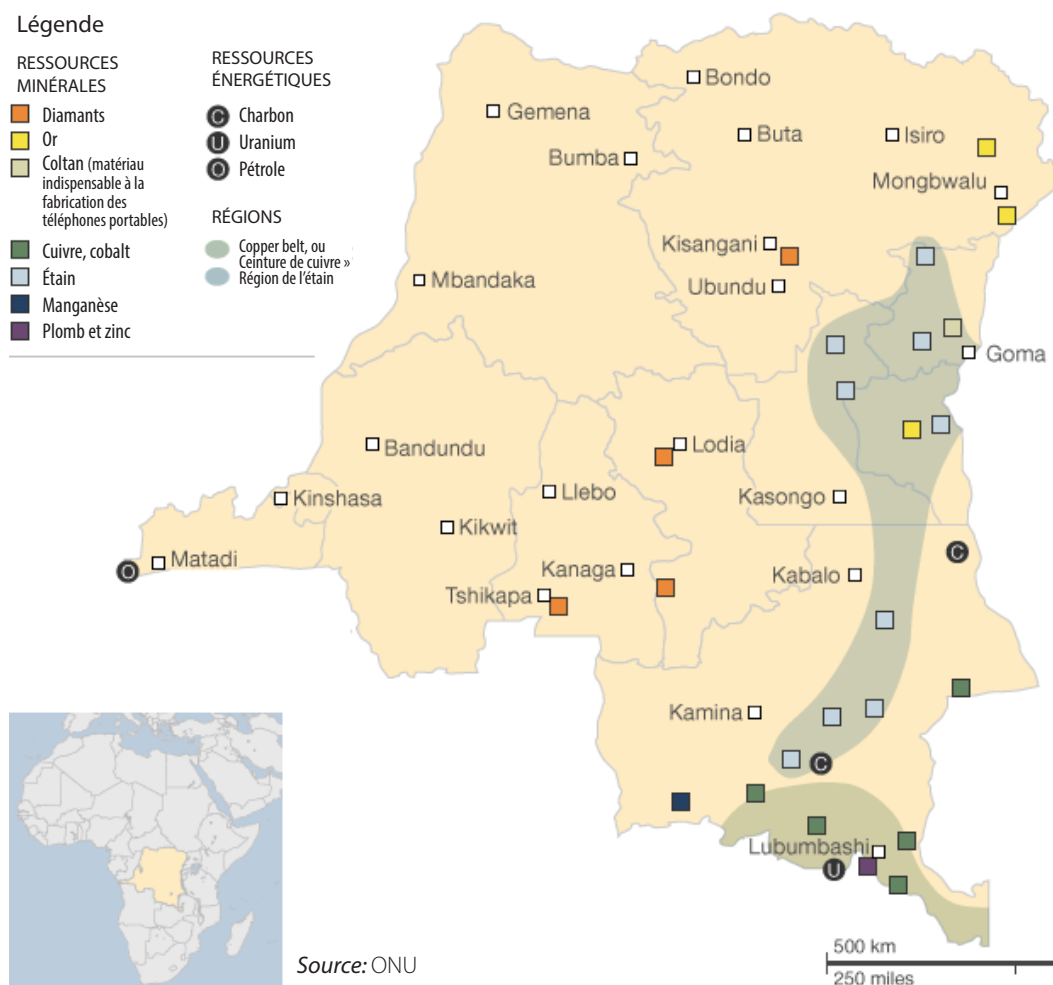 Légende
RESSOURCES
MINÉRALES
Diamants
Or
Coltan (matériau
indispensable à la
fabrication des
téléphones portables)
Cuivre, cobalt
Étain
Manganèse
Plomb et zinc
RESSOURCES
ÉNERGÉTIQUES
C Charbon
U Uranium
O Pétrole
RÉGIONS
Copper belt, ou
Ceinture de cuivre »
Région de l'étain
Bondo
Gemena
Buta
Isiro
Bumba
Mongbwalu
Kisangani
Mbandaka
Ubundu
Goma
Bandundu
Lodia
Kinshasa
Llebo
Kasongo
Kikwit
C
O
Matadi
Kanaga
Kabalo
Tshikapa
Kamina
C
Lubumbashi
U
Source: ONU
500 km
250 miles